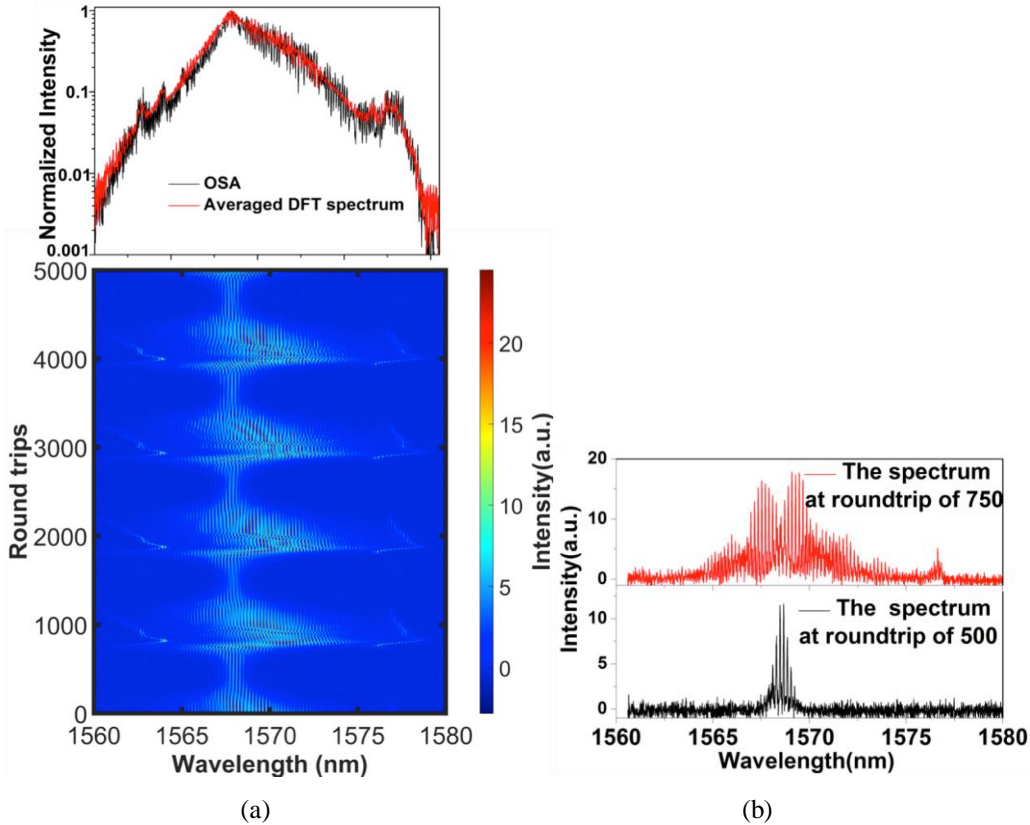 1
0.1
0.01
0.001
Normalized Intensity
OSA
Averaged DFT spectrum
5000
4000
3000
2000
1000
0
Round trips
1560
1565
1570
1575
1580
Wavelength (nm)
20
15
10
5
0
Intensity(a.u.)
(a)
20
10
0
The spectrum
at roundtrip of 750
10
5
0
The spectrum
at roundtrip of 500
Intensity(a.u.)
1560
1565
1570
1575
1580
Wavelength(nm)
(b)